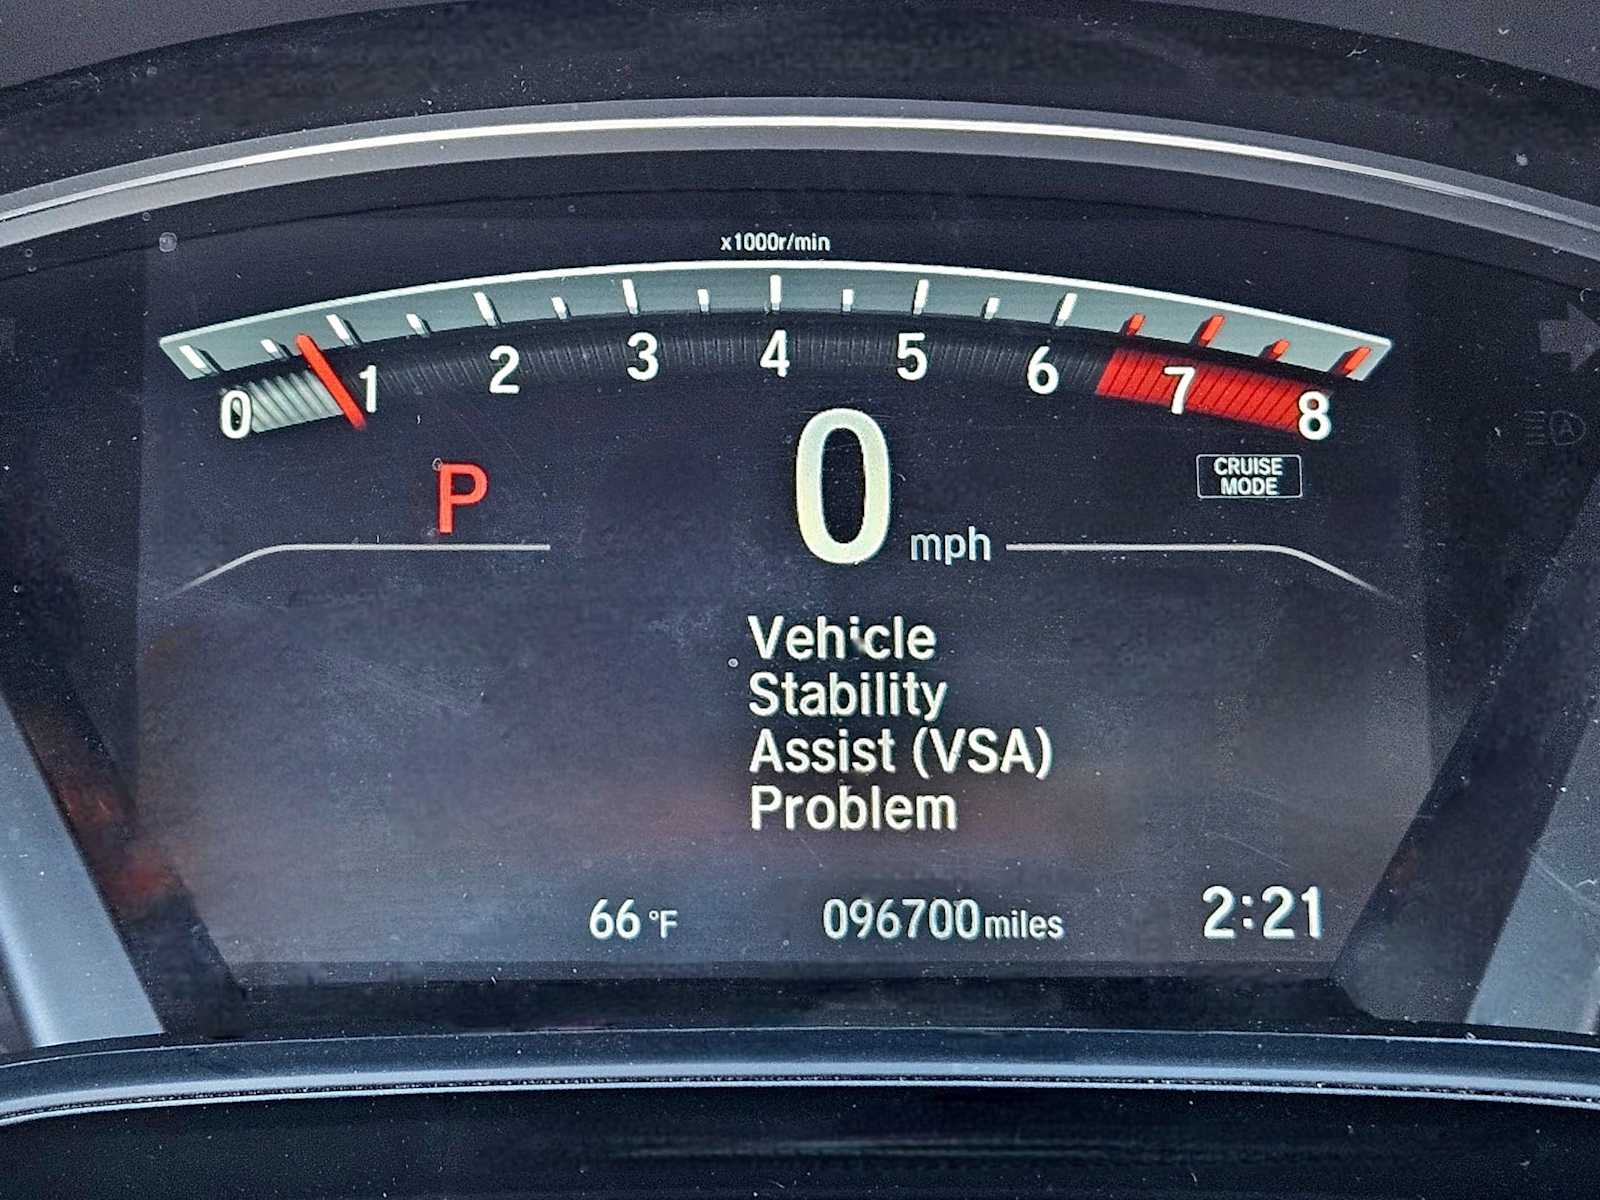 x1000r/min
0 1 2 3 4 5 6 7 8
P
0 mph
CRUISE
MODE
Vehicle
Stability
Assist (VSA)
Problem
66 °F 096700 miles 2:21